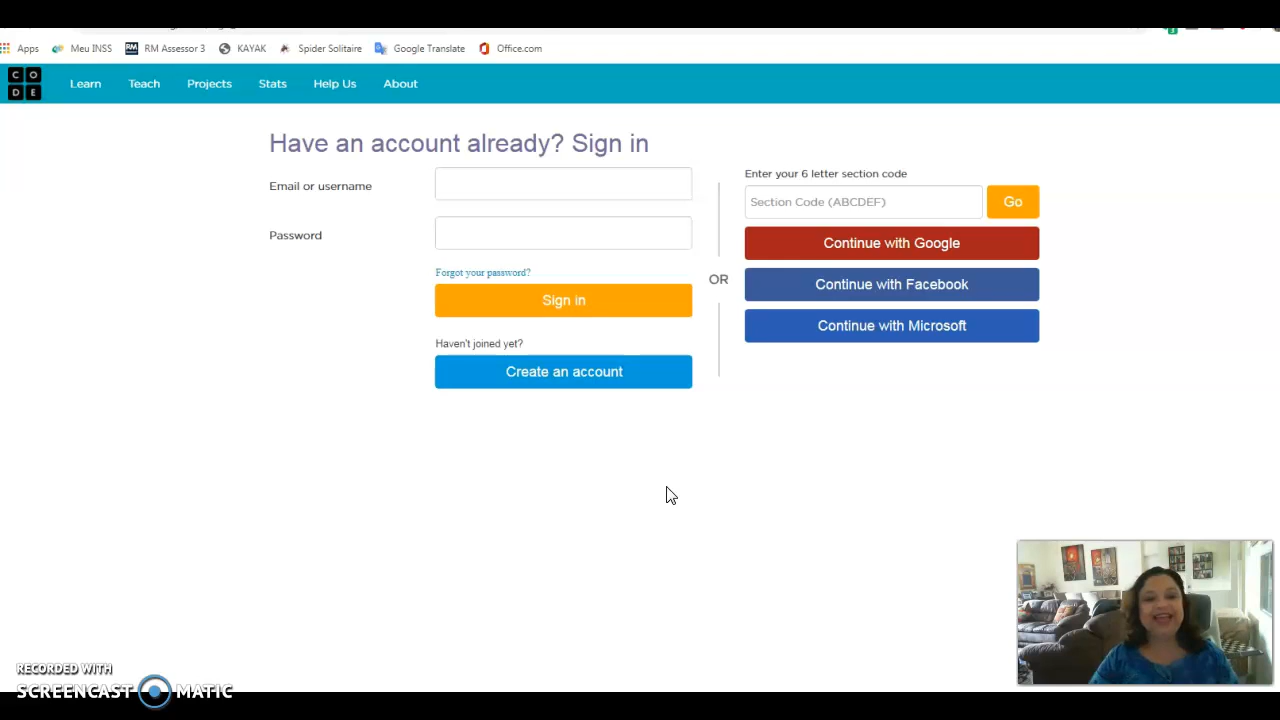 Apps Meu INSS RM RM Assessor 3 KAYAK Spider Solitaire Google Translate Office.com
C O
D E
Learn Teach Projects Stats Help Us About
Have an account already? Sign in
Email or username
Password
Forgot your password?
Sign in
Haven't joined yet?
Create an account
OR
Enter your 6 letter section code
Section Code (ABCDEF) Go
Continue with Google
Continue with Facebook
Continue with Microsoft
RECORDED WITH
SCREENCAST MATIC